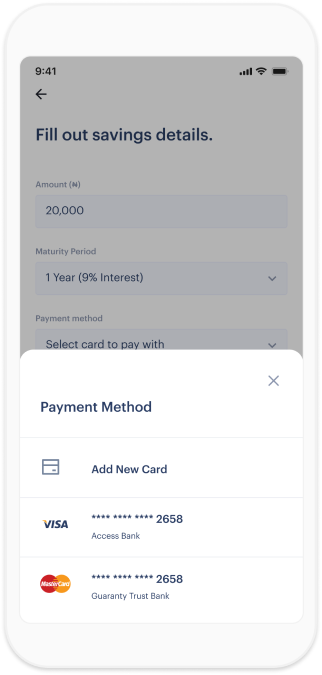 9:41
Fill out savings details.
Amount (₦)
20,000
Maturity Period
1 Year (9% Interest)
Payment method
Select card to pay with
Payment Method
Add New Card
VISA
**** **** **** 2658
Access Bank
MasterCard
**** **** **** 2658
Guaranty Trust Bank